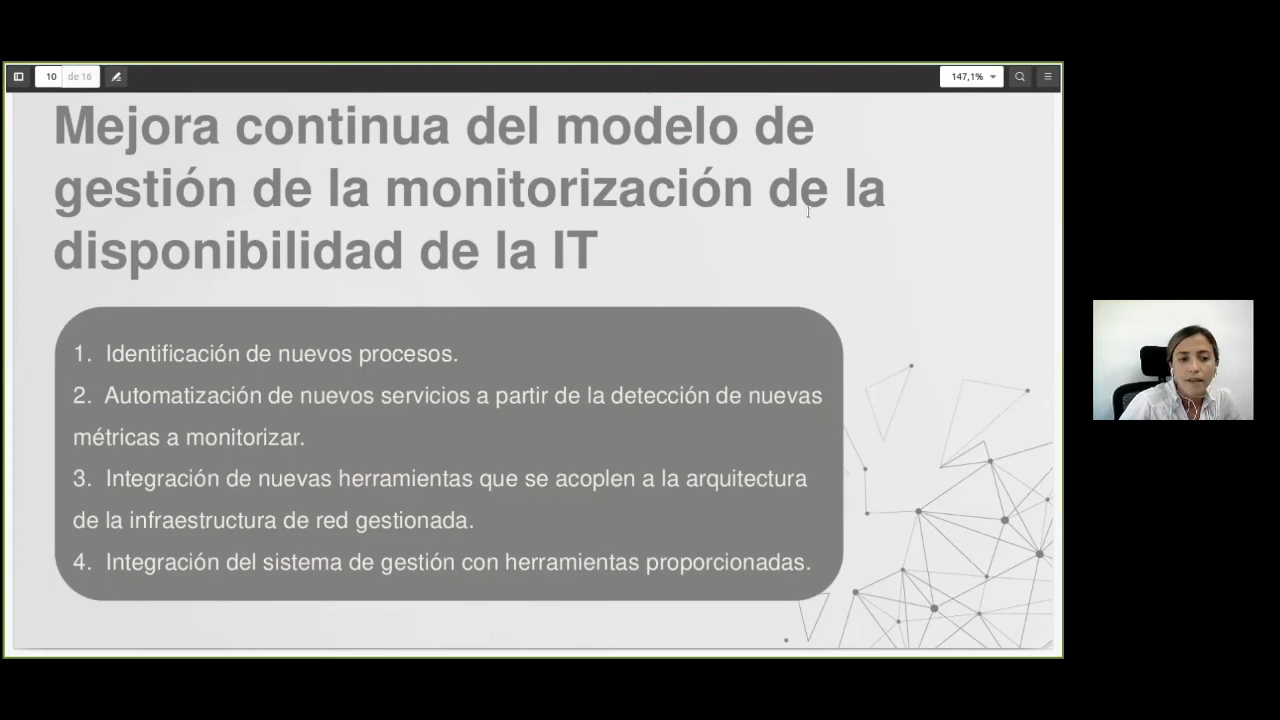 10 de 16
147,1%
Mejora continua del modelo de
gestión de la monitorización de la
disponibilidad de la IT
1. Identificación de nuevos procesos.
2. Automatización de nuevos servicios a partir de la detección de nuevas
métricas a monitorizar.
3. Integración de nuevas herramientas que se acoplen a la arquitectura
de la infraestructura de red gestionada.
4. Integración del sistema de gestión con herramientas proporcionadas.